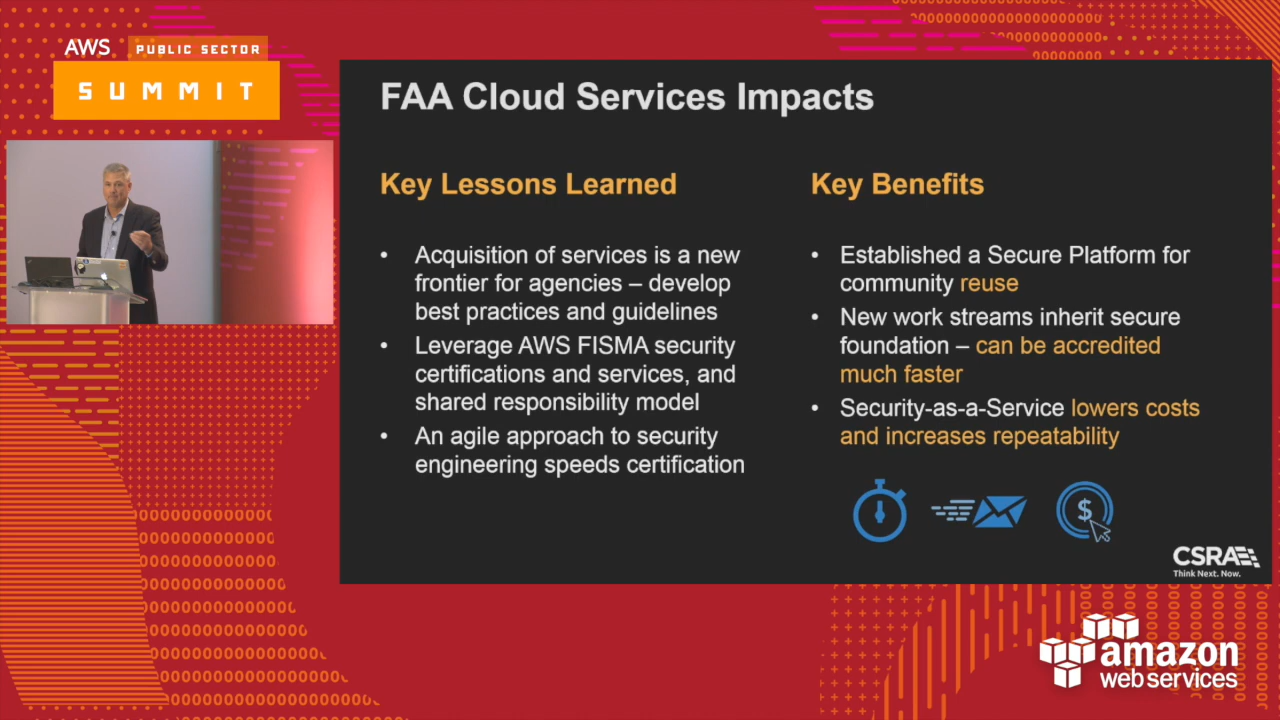 AWS PUBLIC SECTOR
SUMMIT
FAA Cloud Services Impacts
Key Lessons Learned
• Acquisition of services is a new
frontier for agencies – develop
best practices and guidelines
• Leverage AWS FISMA security
certifications and services, and
shared responsibility model
• An agile approach to security
engineering speeds certification
Key Benefits
• Established a Secure Platform for
community reuse
• New work streams inherit secure
foundation – can be accredited
much faster
• Security-as-a-Service lowers costs
and increases repeatability
$
CSRA
Think Next. Now.
amazon
web services